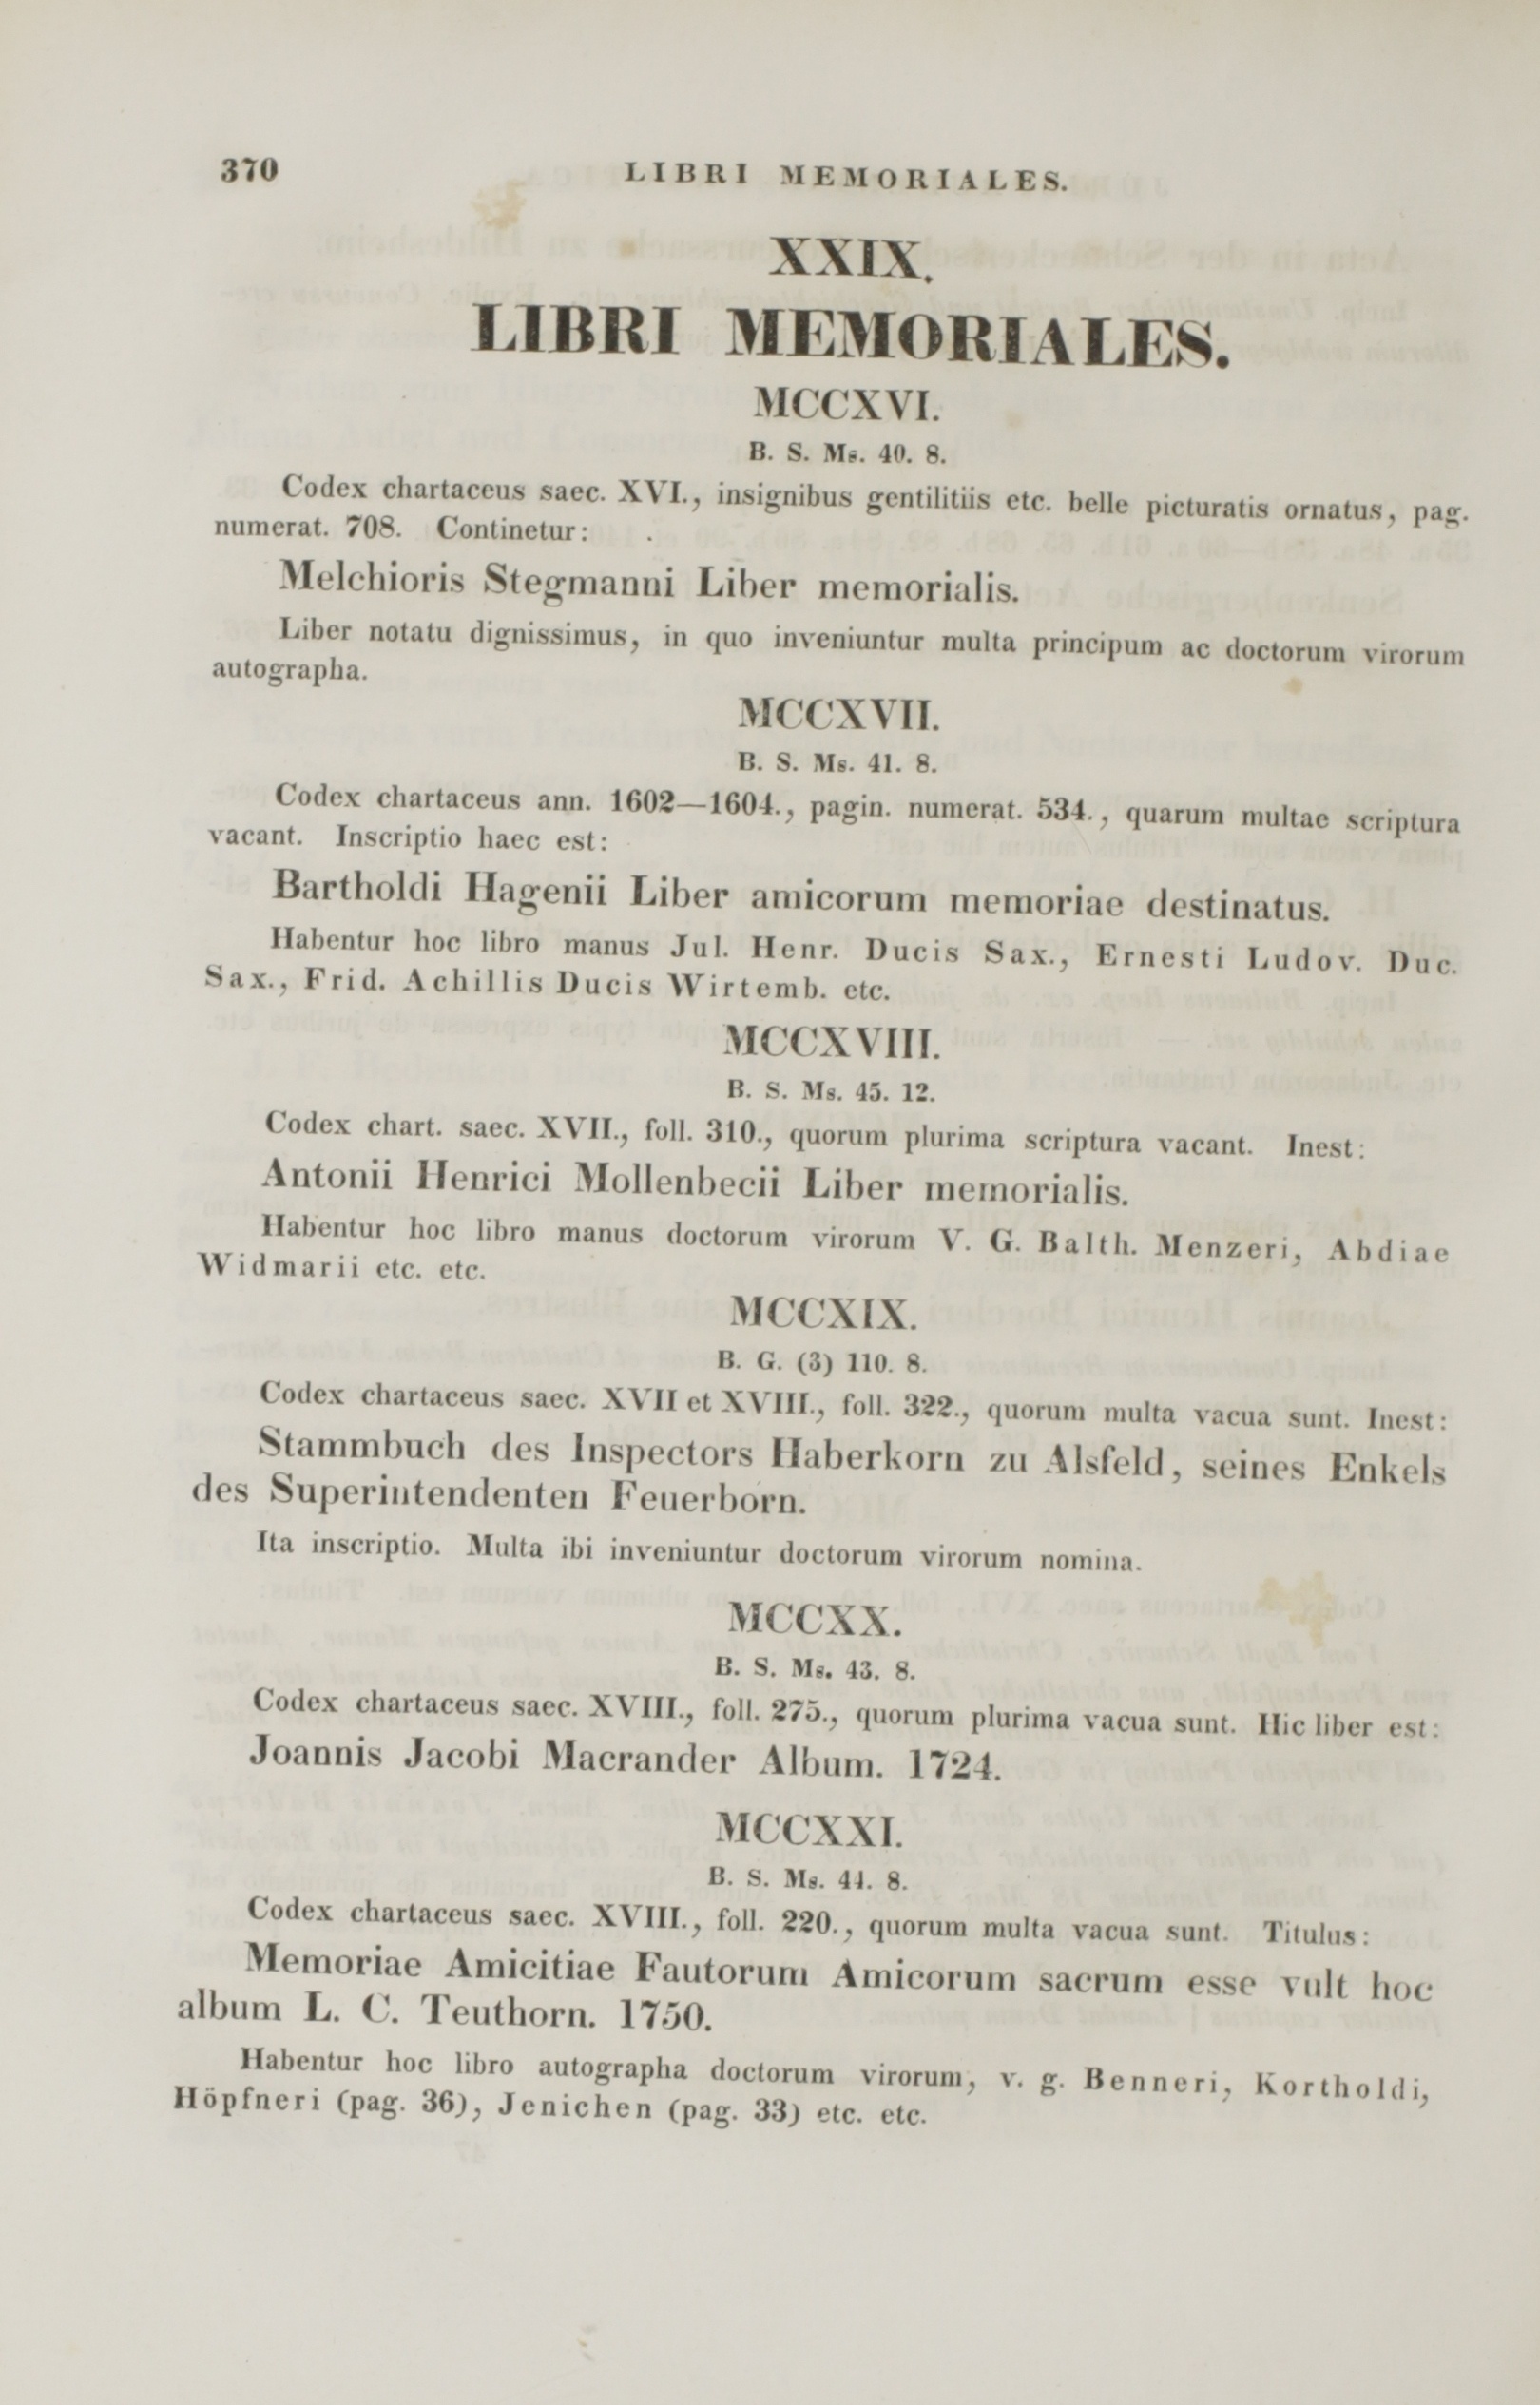 370
LIBRI MEMORIALES.
XXIX.
LIBRI MEMORIALES.
MCCXVI.
B. S. Ms. 40. 8.
Codex chartaceus saec. XVI., insignibus gentilitiis etc. belle picturatis ornatus, pag.
numerat. 708. Continetur:
Melchioris Stegmanni Liber memorialis.
Liber notatu dignissimus, in quo inveniuntur multa principum ac doctorum virorum
autographa.
MCCXVII.
B. S. Ms. 41. 8.
Codex chartaceus ann. 1602—1604., pagin. numerat. 534., quarum multae scriptura
vacant. Inscriptio haec est:
Bartholdi Hagenii Liber amicorum memoriae destinatus.
Habentur hoc libro manus Jul. Henr. Ducis Sax., Ernesti Ludov. Duc.
Sax., Frid. Achillis Ducis Wirtemb. etc.
MCCXVIII.
B. S. Ms. 45. 12.
Codex chart. saec. XVII., foll. 310., quorum plurima scriptura vacant. Inest:
Antonii Henrici Mollenbecii Liber memorialis.
Habentur hoc libro manus doctorum virorum V. G. Balth. Menzeri, Abdiae
Widmarii etc. etc.
MCCXIX.
B. G. (3) 110. 8.
Codex chartaceus saec. XVII et XVIII., foll. 322., quorum multa vacua sunt. Inest:
Stammbuch des Inspectors Haberkorn zu Alsfeld, seines Enkels
des Superintendenten Feuerborn.
Ita inscriptio. Multa ibi inveniuntur doctorum virorum nomina.
MCCXX.
B. S. Ms. 43. 8.
Codex chartaceus saec. XVIII., foll. 275., quorum plurima vacua sunt. Hic liber est:
Joannis Jacobi Macrander Album. 1724.
MCCXXI.
B. S. Ms. 44. 8.
Codex chartaceus saec. XVIII., foll. 220., quorum multa vacua sunt. Titulus:
Memoriae Amicitiae Fautorum Amicorum sacrum esse vult hoc
album L. C. Teuthorn. 1750.
Habentur hoc libro autographa doctorum virorum, v. g. Benneri, Kortholdi,
Höpfneri (pag. 36), Jenichen (pag. 33) etc. etc.